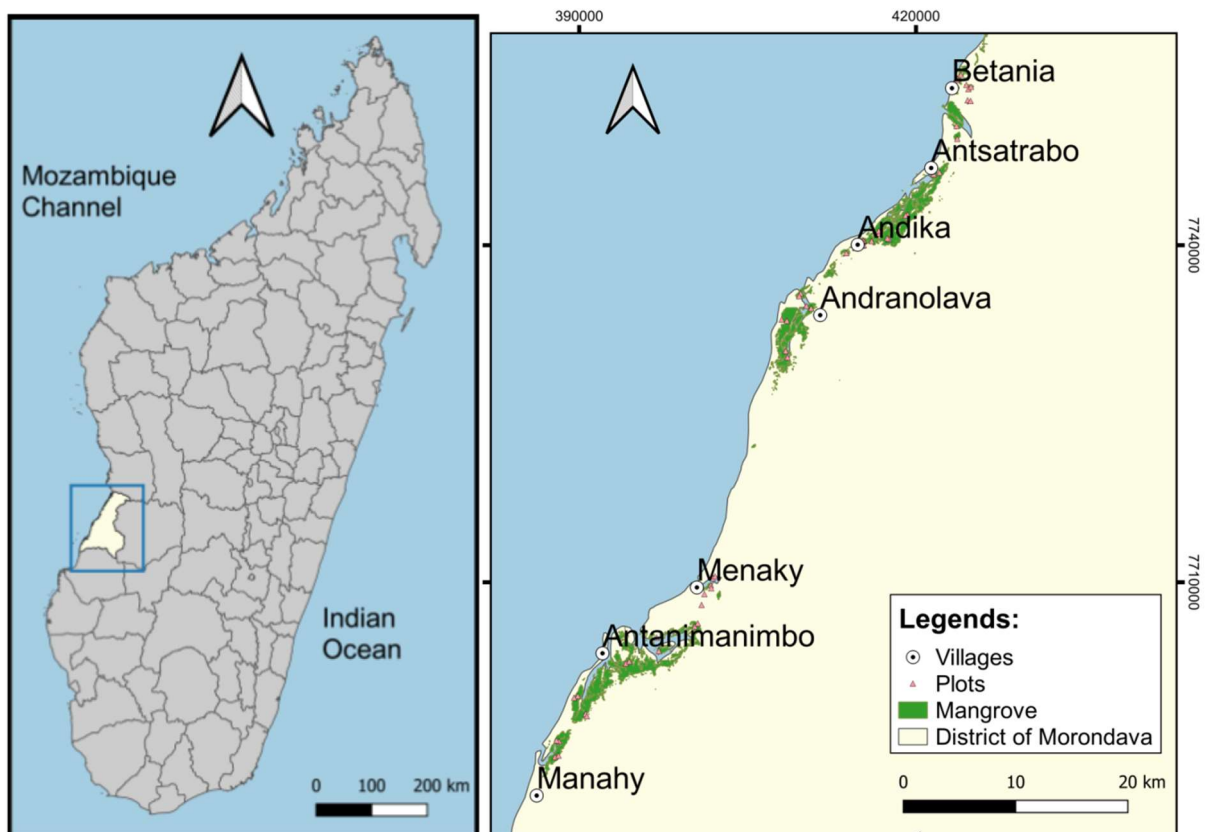 Mozambique
Channel
Indian
Ocean
0 100 200 km
390000 420000
Betania
Antsatrabo
Andika
7740000
Andranolava
Menaky
7710000
Antanimanimbo
Manahy
Legends:
Villages
Plots
Mangrove
District of Morondava
0 10 20 km